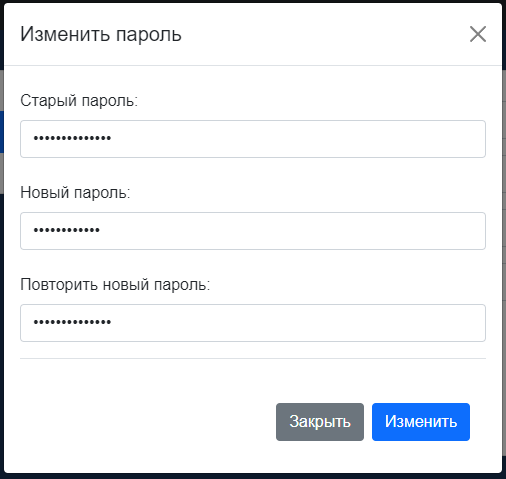 Изменить пароль
Старый пароль:
••••••••••••••
Новый пароль:
••••••••••••
Повторить новый пароль:
••••••••••••••
Закрыть Изменить